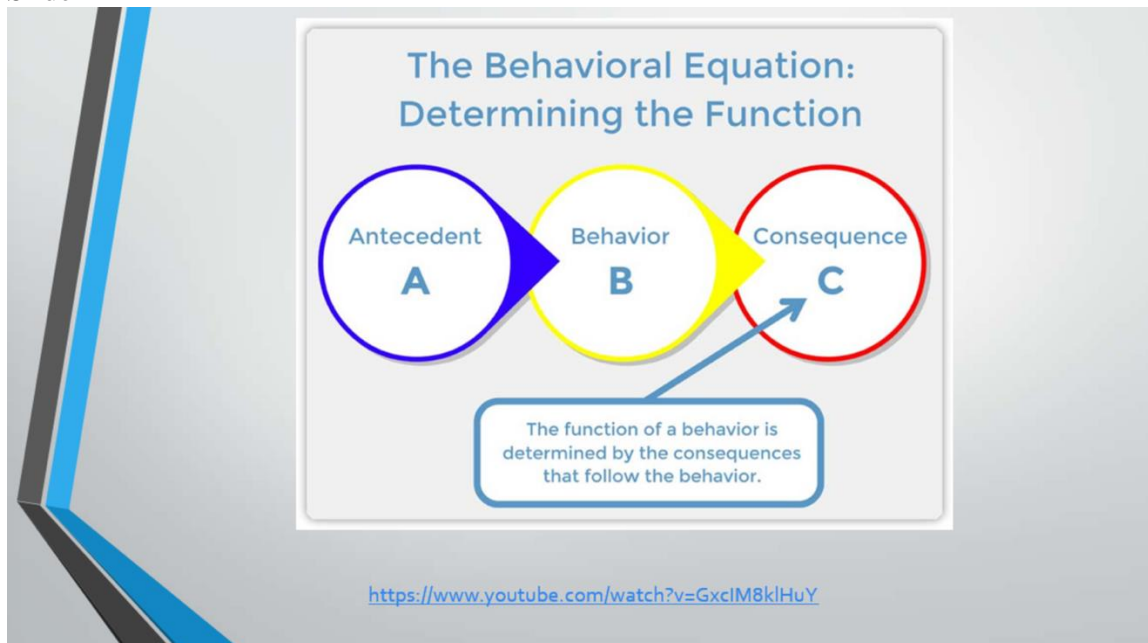 The Behavioral Equation:
Determining the Function
Antecedent
A
Behavior
B
Consequence
C
The function of a behavior is
determined by the consequences
that follow the behavior.
https://www.youtube.com/watch?v=GxcIM8klHuY